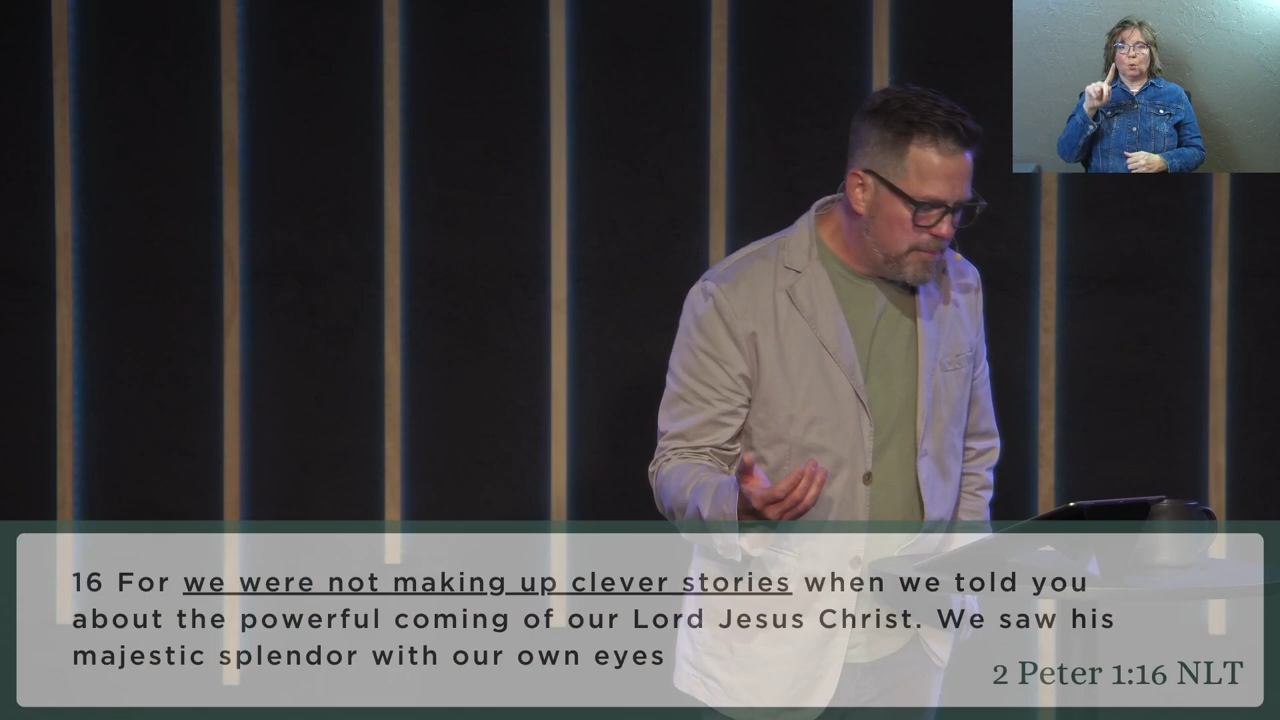 16 For we were not making up clever stories when we told you
about the powerful coming of our Lord Jesus Christ. We saw his
majestic splendor with our own eyes
2 Peter 1:16 NLT